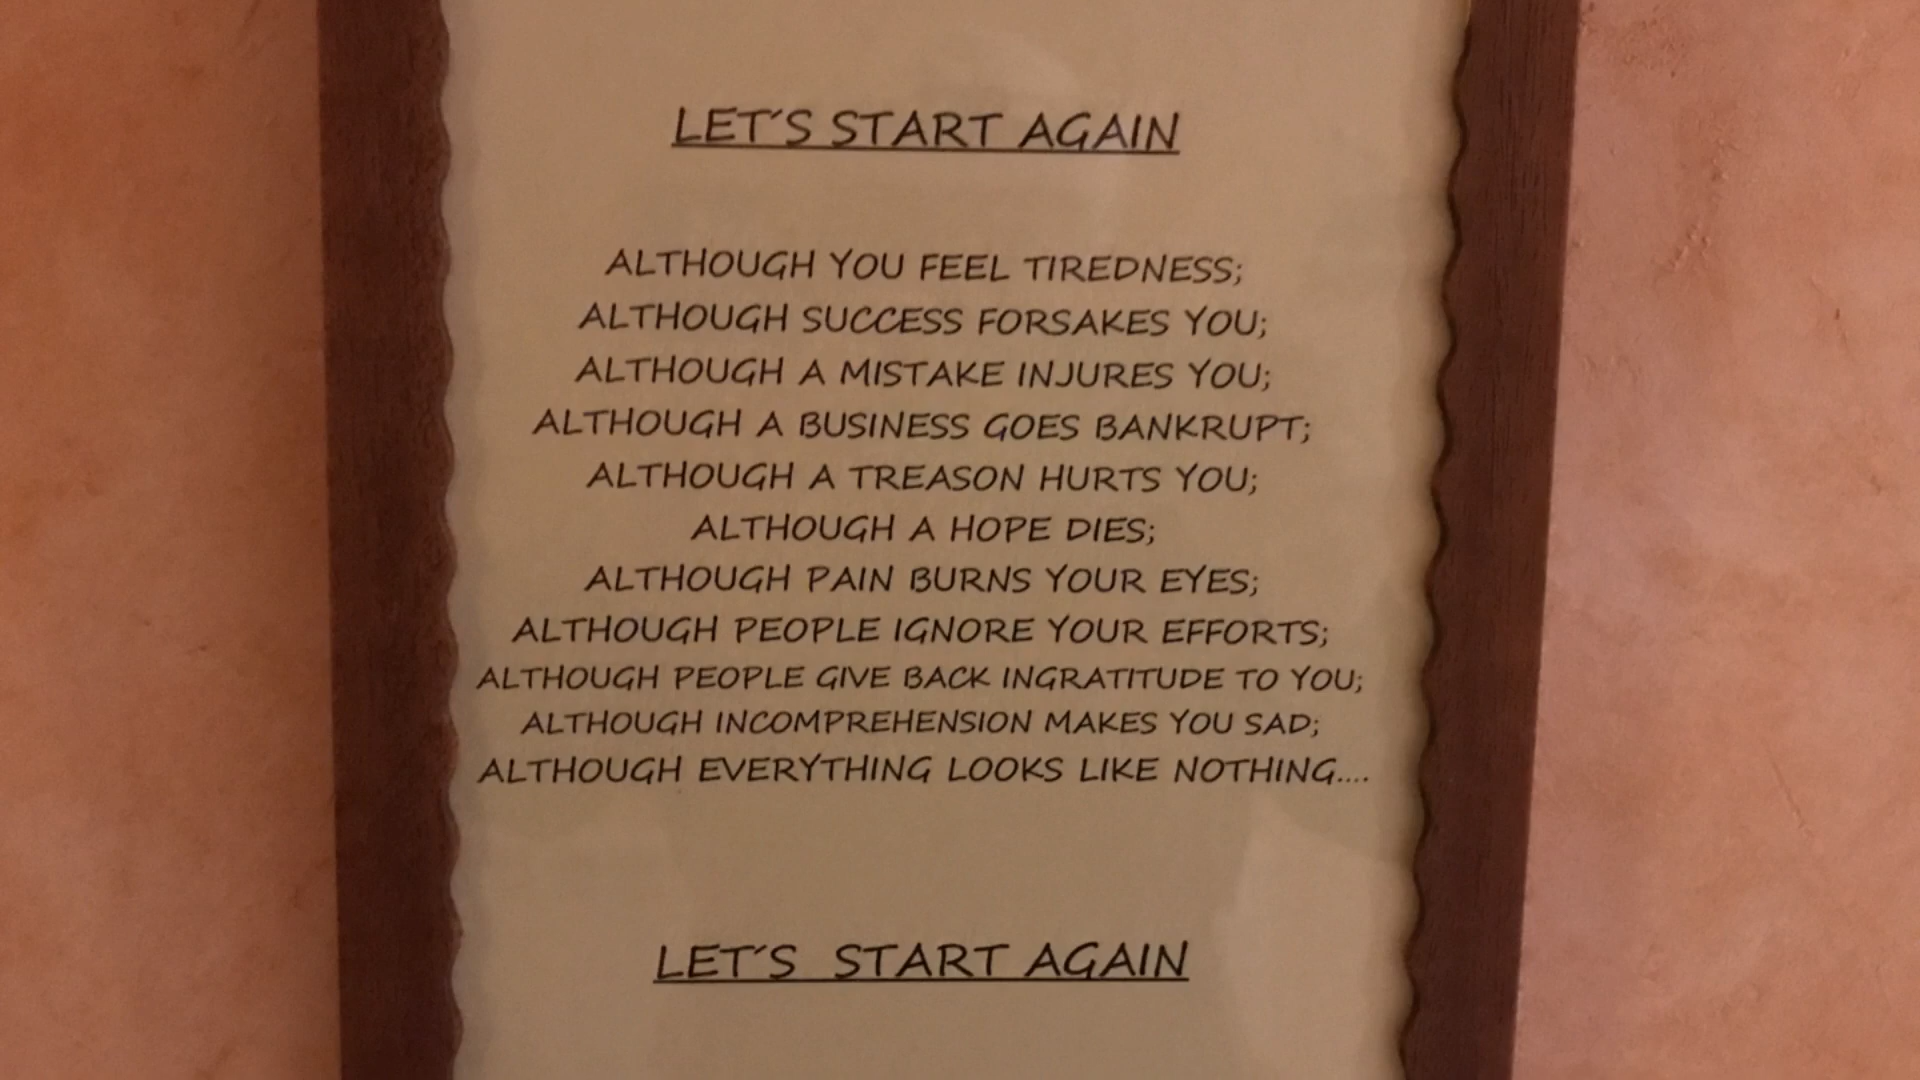 LET´S START AGAIN
ALTHOUGH YOU FEEL TIREDNESS;
ALTHOUGH SUCCESS FORSAKES YOU;
ALTHOUGH A MISTAKE INJURES YOU;
ALTHOUGH A BUSINESS GOES BANKRUPT;
ALTHOUGH A TREASON HURTS YOU;
ALTHOUGH A HOPE DIES;
ALTHOUGH PAIN BURNS YOUR EYES;
ALTHOUGH PEOPLE IGNORE YOUR EFFORTS;
ALTHOUGH PEOPLE GIVE BACK INGRATITUDE TO YOU;
ALTHOUGH INCOMPREHENSION MAKES YOU SAD;
ALTHOUGH EVERYTHING LOOKS LIKE NOTHING....
LET´S  START AGAIN